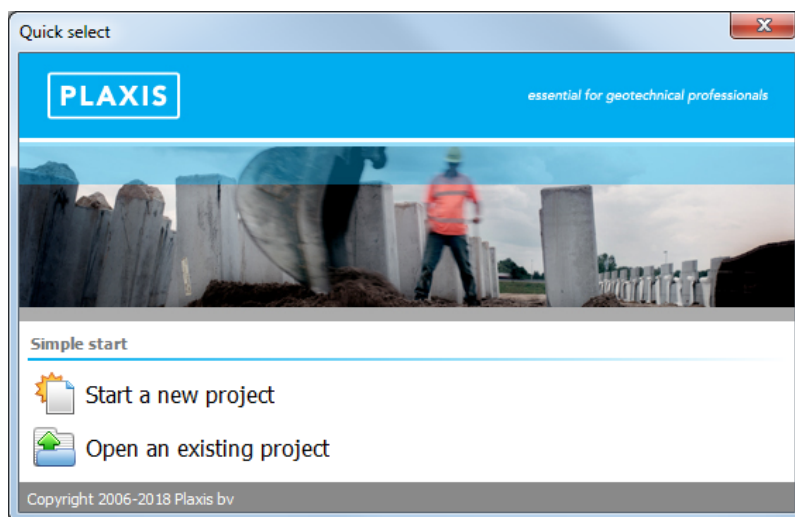 Quick select
PLAXIS
essential for geotechnical professionals
Simple start
Start a new project
Open an existing project
Copyright 2006-2018 Plaxis bv